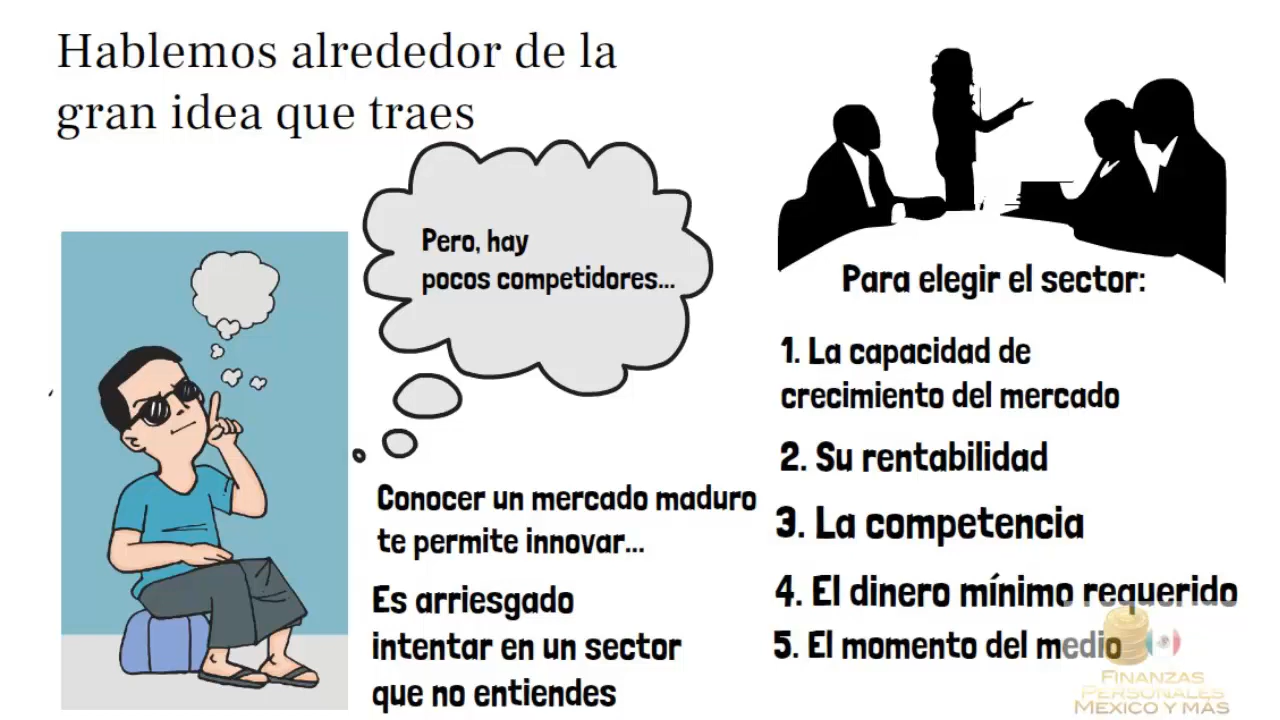 Hablemos alrededor de la
gran idea que traes
Pero, hay
pocos competidores...
Conocer un mercado maduro
te permite innovar...
Es arriesgado
intentar en un sector
que no entiendes
Para elegir el sector:
1. La capacidad de
crecimiento del mercado
2. Su rentabilidad
3. La competencia
4. El dinero mínimo requerido
5. El momento del medio
FINANZAS
PERSONALES
MEXICO Y MÁS